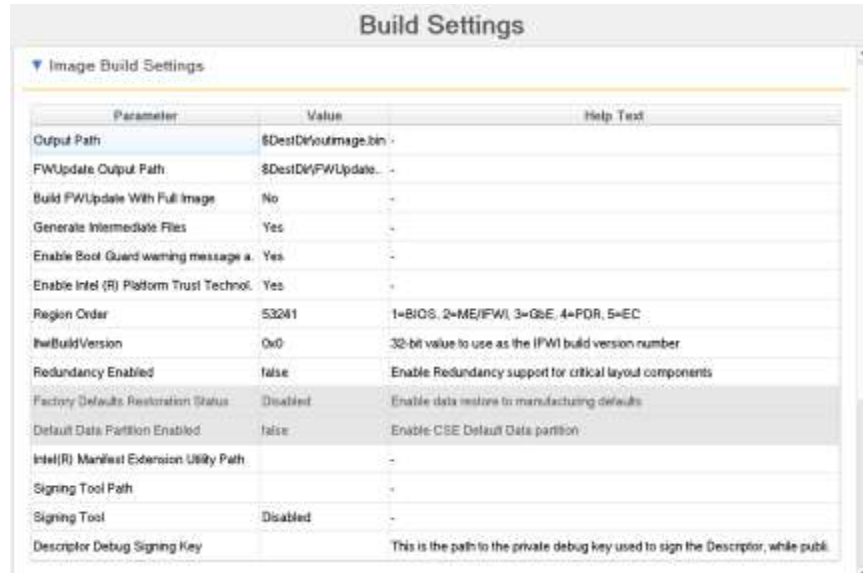 Build Settings
▼ Image Build Settings
Parameter Value Help Text
Output Path $DestDir\outimage.bin -
FWUpdate Output Path $DestDir\FWUpdate.. -
Build FWUpdate With Full Image No -
Generate Intermediate Files Yes -
Enable Boot Guard warning message a. Yes -
Enable Intel (R) Platform Trust Technol. Yes -
Region Order 53241 1=BIOS, 2=ME/IFWI, 3=GbE, 4=PDR, 5=EC
IfwiBuildVersion 0x0 32-bit value to use as the IFWI build version number
Redundancy Enabled false Enable Redundancy support for critical layout components
Factory Defaults Restoration Status Disabled Enable data restore to manufacturing defaults
Default Data Partition Enabled false Enable CSE Default Data partition
Intel(R) Manifest Extension Utility Path -
Signing Tool Path -
Signing Tool Disabled -
Descriptor Debug Signing Key This is the path to the private debug key used to sign the Descriptor, while publi.